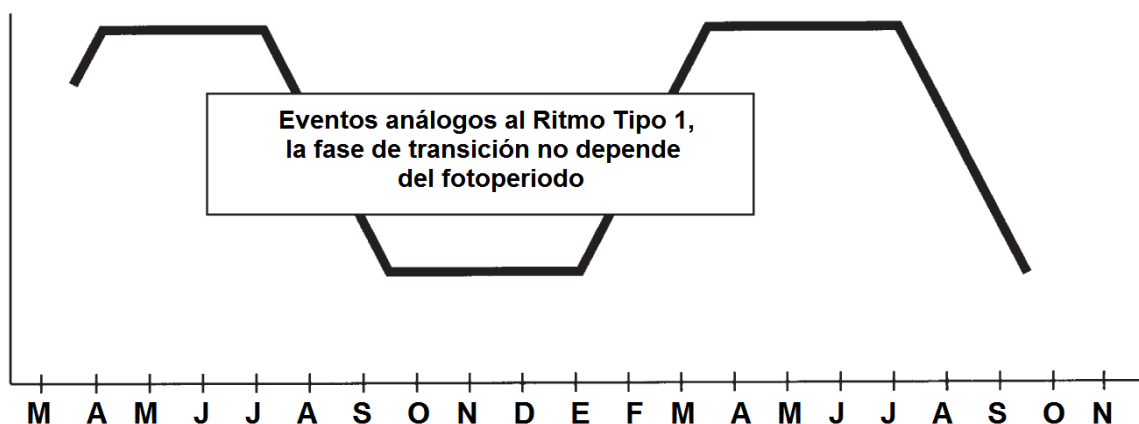 Eventos análogos al Ritmo Tipo 1,
la fase de transición no depende
del fotoperiodo
M A M J J A S O N D E F M A M J J A S O N